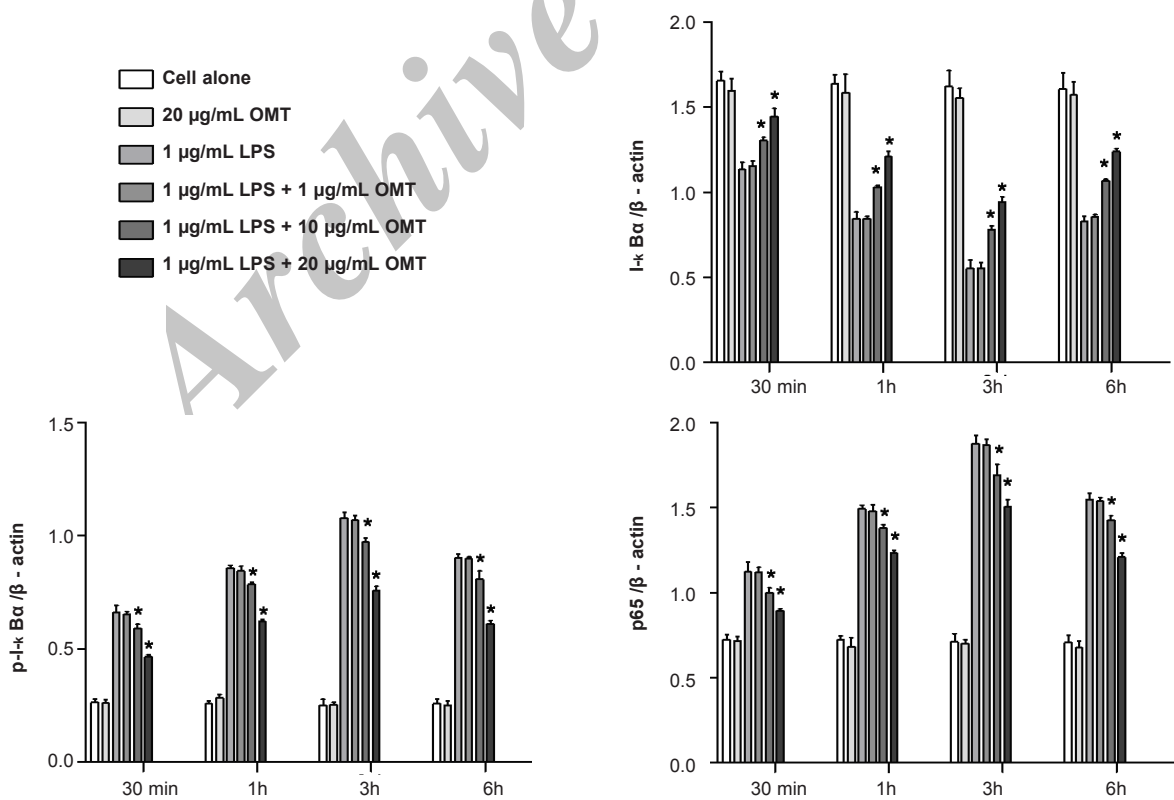 Archive
Cell alone
20 µg/mL OMT
1 µg/mL LPS
1 µg/mL LPS + 1 µg/mL OMT
1 µg/mL LPS + 10 µg/mL OMT
1 µg/mL LPS + 20 µg/mL OMT
I-k Bα /β - actin
2.0
1.5
1.0
0.5
0.0
* * * * * * * *
30 min 1h 3h 6h
p-I-k Bα /β - actin
1.5
1.0
0.5
0.0
* * * * * * * *
30 min 1h 3h 6h
p65 /β - actin
2.0
1.5
1.0
0.5
0.0
* * * * * * * *
30 min 1h 3h 6h